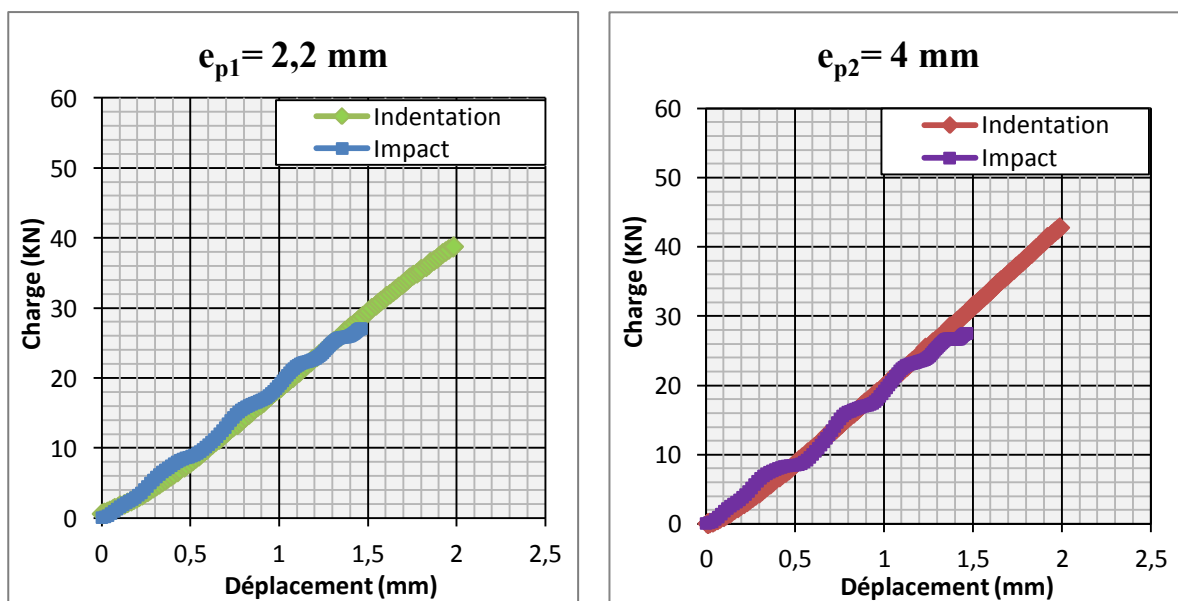 e_p1= 2,2 mm
60
50
40
30
20
10
0
Charge (KN)
Indentation
Impact
0 0,5 1 1,5 2 2,5
Déplacement (mm)
e_p2= 4 mm
60
50
40
30
20
10
0
Charge (KN)
Indentation
Impact
0 0,5 1 1,5 2 2,5
Déplacement (mm)